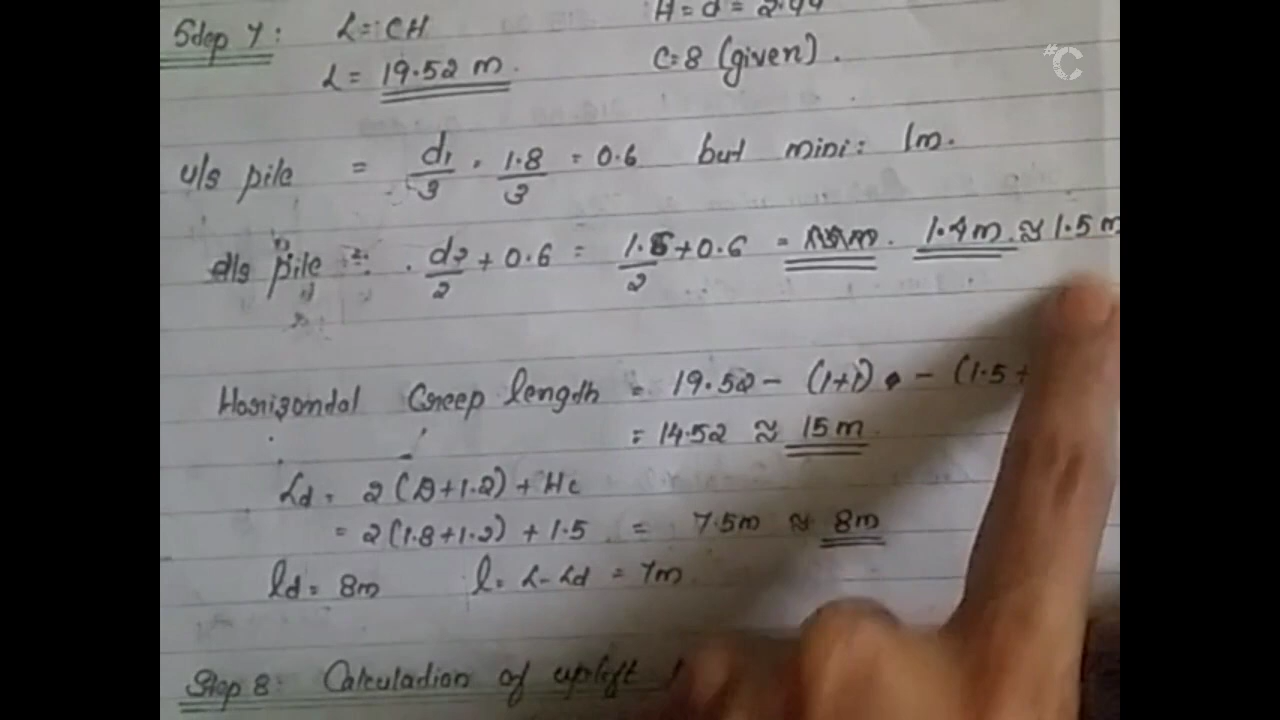 Step 7: L = CH H = d = 2.44
L = 19.52 m. C = 8 (given).
#C
u/s pile = d1/3 = 1.8/3 = 0.6 but mini: 1m.
d/s pile = d2/2 + 0.6 = 1.5/2 + 0.6 = 1.4m ≈ 1.5m
Horizondal Creep length = 19.52 - (1+1) - (1.5+
= 14.52 ≈ 15m
Ld = 2(D+1.2) + Hc
= 2(1.8+1.2) + 1.5 = 7.5m ≈ 8m
ld = 8m l = L - Ld = 7m
Step 8: Calculation of uplift